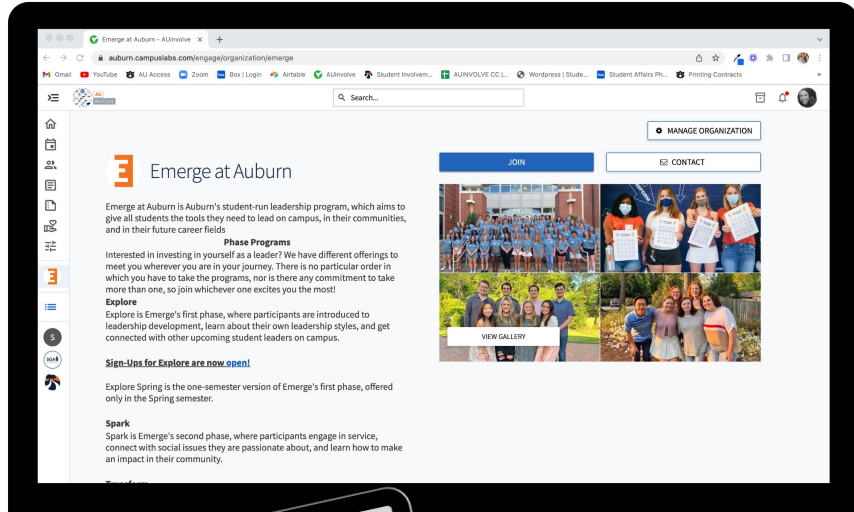 Emerge at Auburn - AUinvolve
auburn.campuslabs.com/engage/organization/emerge
Gmail YouTube AU Access Zoom Box | Login Airtable AUinvolve Student Involvem... AUINVOLVE CC |... Wordpress | Stude... Student Affairs Ph... Printing Contracts »
AU
INVOLVE
Search...
MANAGE ORGANIZATION
JOIN
CONTACT
Emerge at Auburn
Emerge at Auburn is Auburn's student-run leadership program, which aims to
give all students the tools they need to lead on campus, in their communities,
and in their future career fields
Phase Programs
Interested in investing in yourself as a leader? We have different offerings to
meet you wherever you are in your journey. There is no particular order in
which you have to take the programs, nor is there any commitment to take
more than one, so join whichever one excites you the most!
Explore
Explore is Emerge's first phase, where participants are introduced to
leadership development, learn about their own leadership styles, and get
connected with other upcoming student leaders on campus.
Sign-Ups for Explore are now open!
Explore Spring is the one-semester version of Emerge's first phase, offered
only in the Spring semester.
Spark
Spark is Emerge's second phase, where participants engage in service,
connect with social issues they are passionate about, and learn how to make
an impact in their community.
VIEW GALLERY
S
SGA